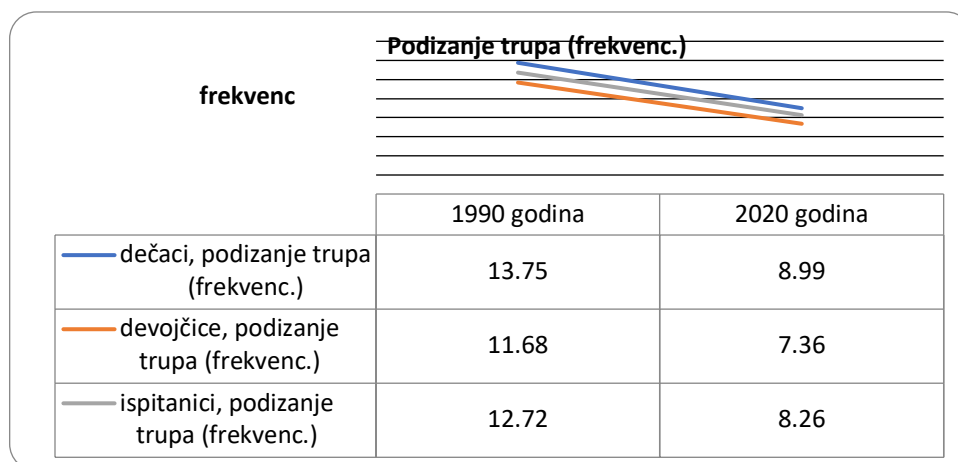 Podizanje trupa (frekvenc.)
frekvenc
1990 godina 2020 godina
dečaci, podizanje trupa
(frekvenc.)
13.75 8.99
devojčice, podizanje
trupa (frekvenc.)
11.68 7.36
ispitanici, podizanje
trupa (frekvenc.)
12.72 8.26